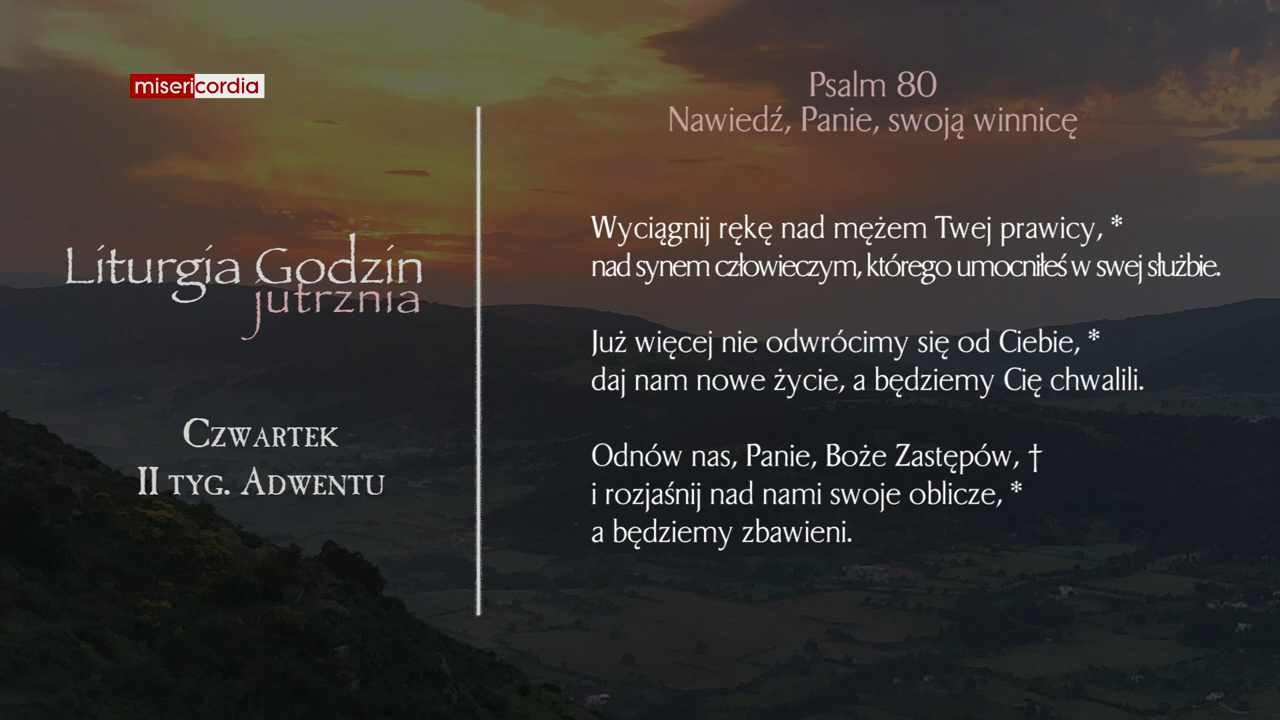 misericordia
Liturgia Godzin
jutrznia
Czwartek
II tyg. Adwentu
Psalm 80
Nawiedź, Panie, swoją winnicę
Wyciągnij rękę nad mężem Twej prawicy, *
nad synem człowieczym, którego umocniłeś w swej służbie.
Już więcej nie odwrócimy się od Ciebie, *
daj nam nowe życie, a będziemy Cię chwalili.
Odnów nas, Panie, Boże Zastępów, †
i rozjaśnij nad nami swoje oblicze, *
a będziemy zbawieni.